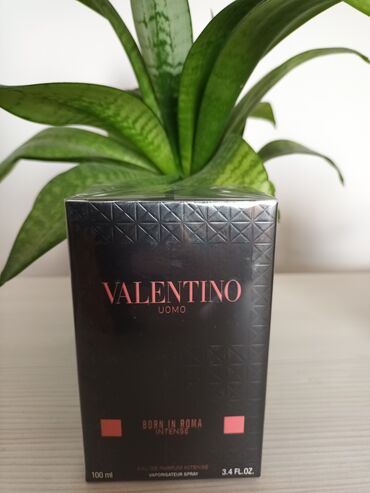 VALENTINO
UOMO
BORN IN ROMA
INTENSE
EAU DE PARFUM INTENSE
VAPORISATEUR SPRAY
100 ml 3.4 FL.OZ.